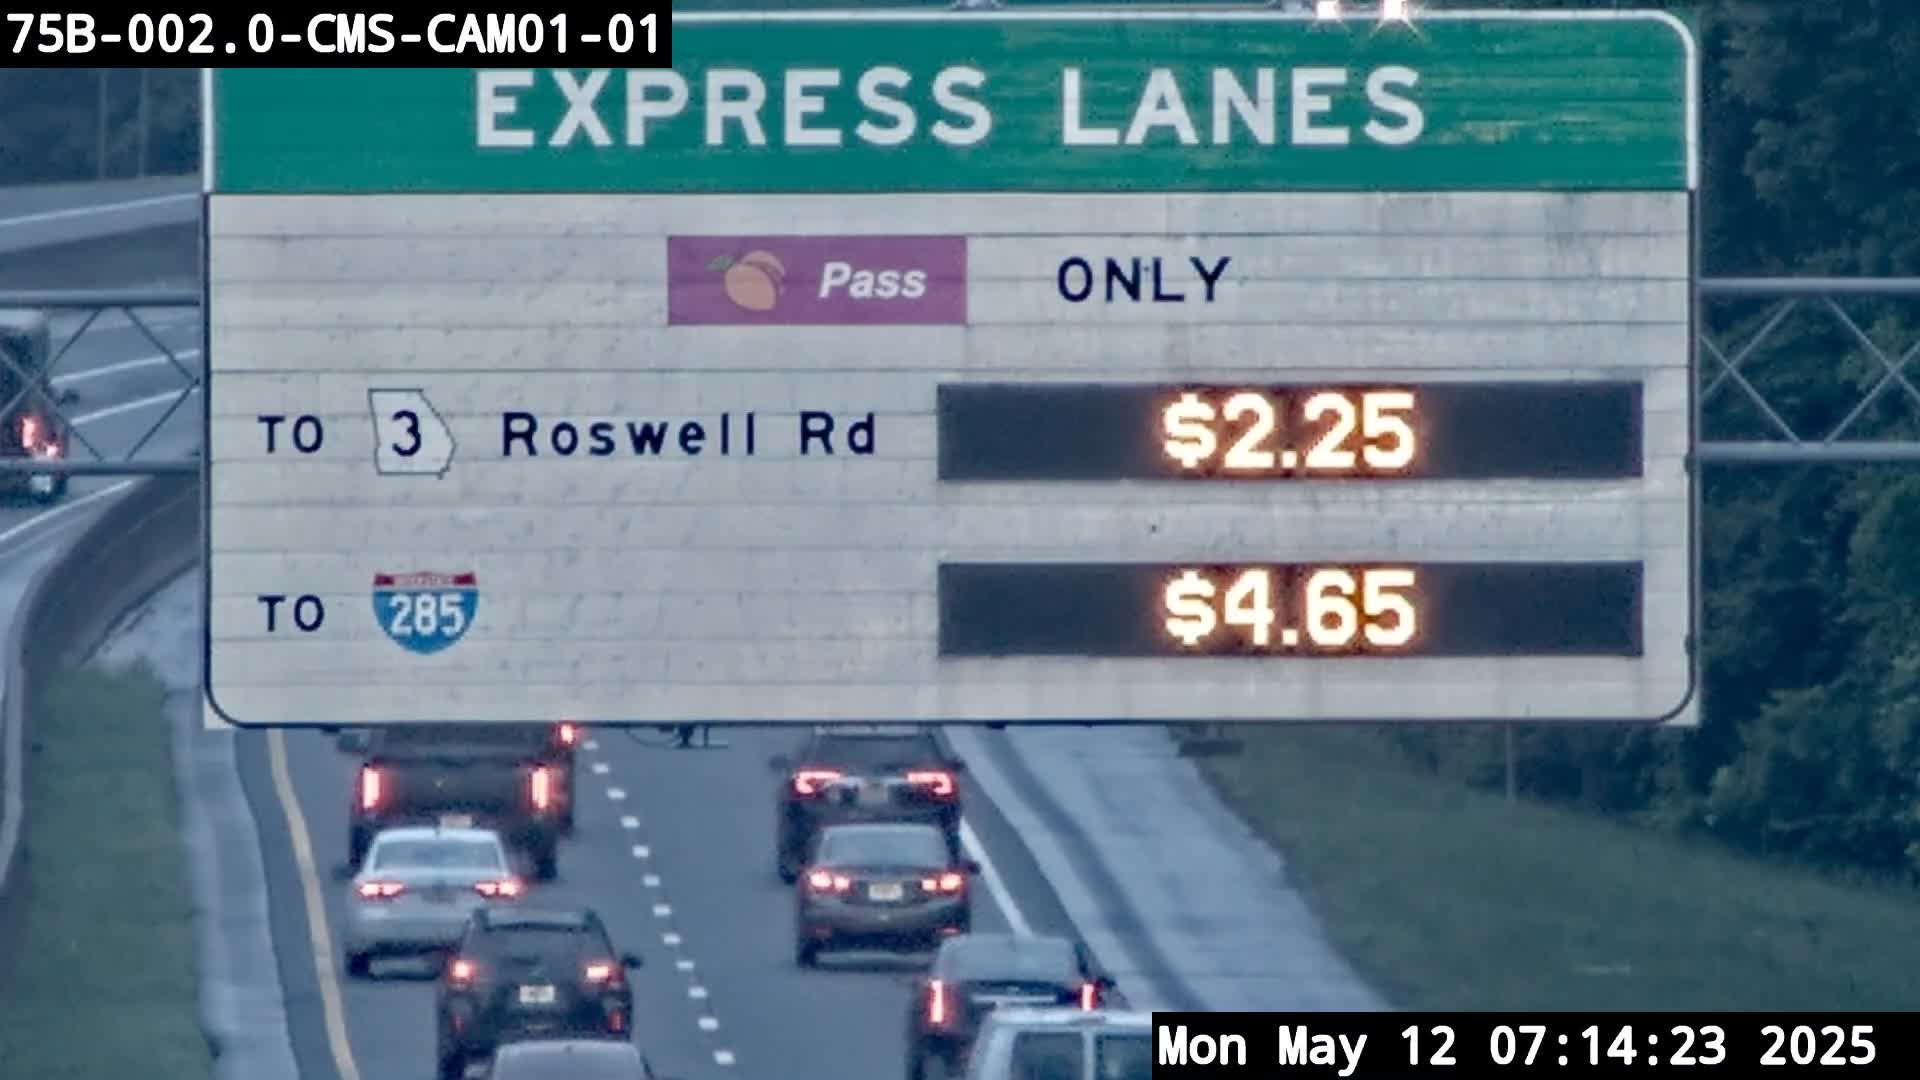 75B-002.0-CMS-CAM01-01
EXPRESS LANES
Pass ONLY
TO 3 Roswell Rd $2.25
TO 285 $4.65
Mon May 12 07:14:23 2025